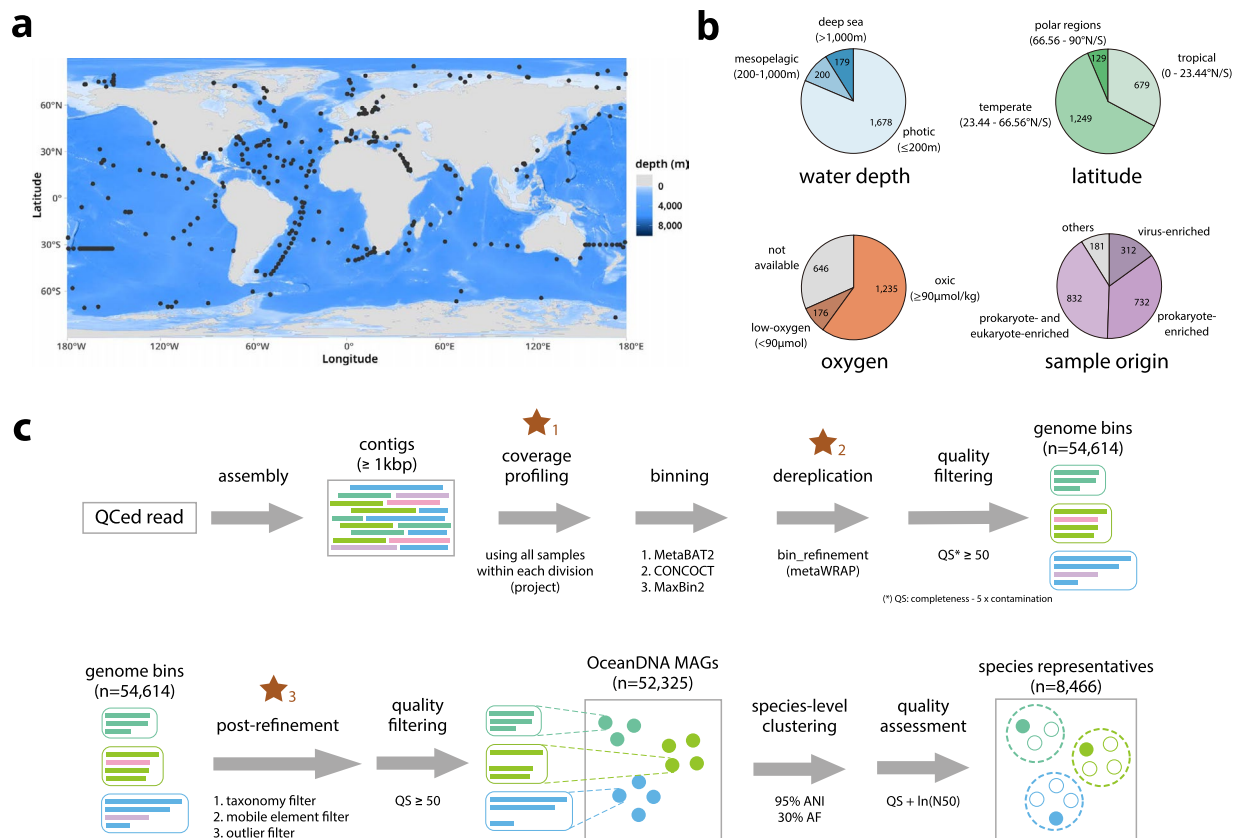 a
60°N
30°N
0°
30°S
60°S
Latitude
180°W
120°W
60°W
0°
60°E
120°E
180°E
Longitude
depth (m)
0
4,000
8,000
b
deep sea
(>1,000m)
mesopelagic
(200-1,000m)
179
200
1,678
photic
(≤200m)
water depth
polar regions
(66.56 - 90°N/S)
129
tropical
(0 - 23.44°N/S)
679
temperate
(23.44 - 66.56°N/S)
1,249
latitude
not
available
646
1,235
oxic
(≥90μmol/kg)
176
low-oxygen
(<90μmol)
oxygen
others
181
virus-enriched
312
832
732
prokaryote- and
eukaryote-enriched
prokaryote-
enriched
sample origin
c
QCed read
assembly
contigs
(≥ 1kbp)
1
coverage
profiling
using all samples
within each division
(project)
binning
1. MetaBAT2
2. CONCOCT
3. MaxBin2
2
dereplication
bin_refinement
(metaWRAP)
quality
filtering
QS* ≥ 50
(*) QS: completeness - 5 x contamination
genome bins
(n=54,614)
genome bins
(n=54,614)
3
post-refinement
1. taxonomy filter
2. mobile element filter
3. outlier filter
quality
filtering
QS ≥ 50
OceanDNA MAGs
(n=52,325)
species-level
clustering
95% ANI
30% AF
quality
assessment
QS + ln(N50)
species representatives
(n=8,466)